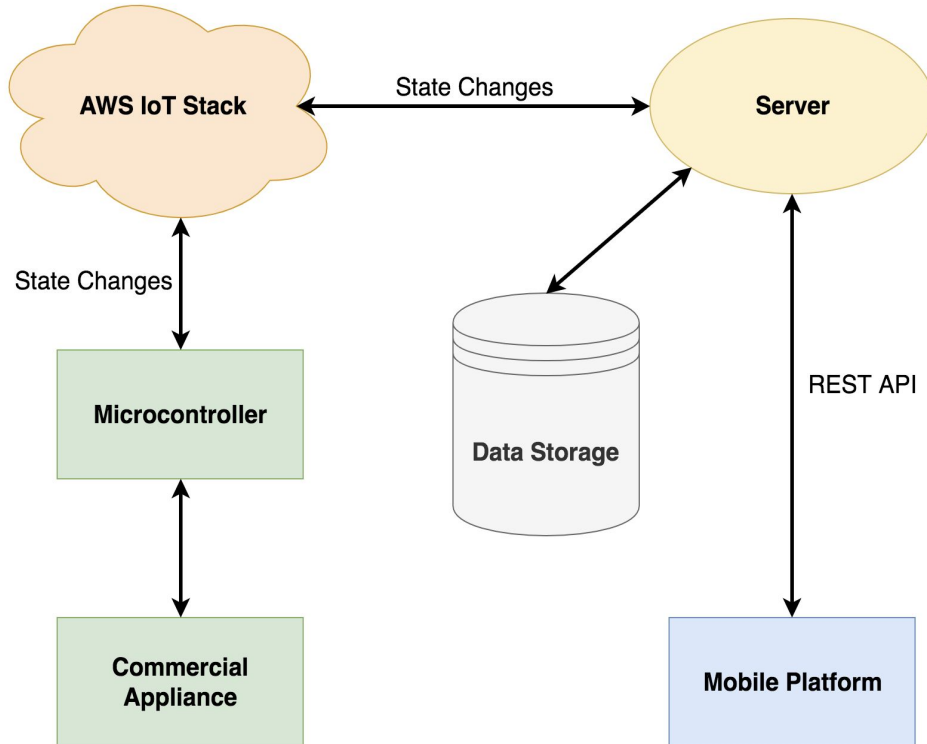 AWS IoT Stack
State Changes
Server
State Changes
Microcontroller
REST API
Data Storage
Commercial
Appliance
Mobile Platform